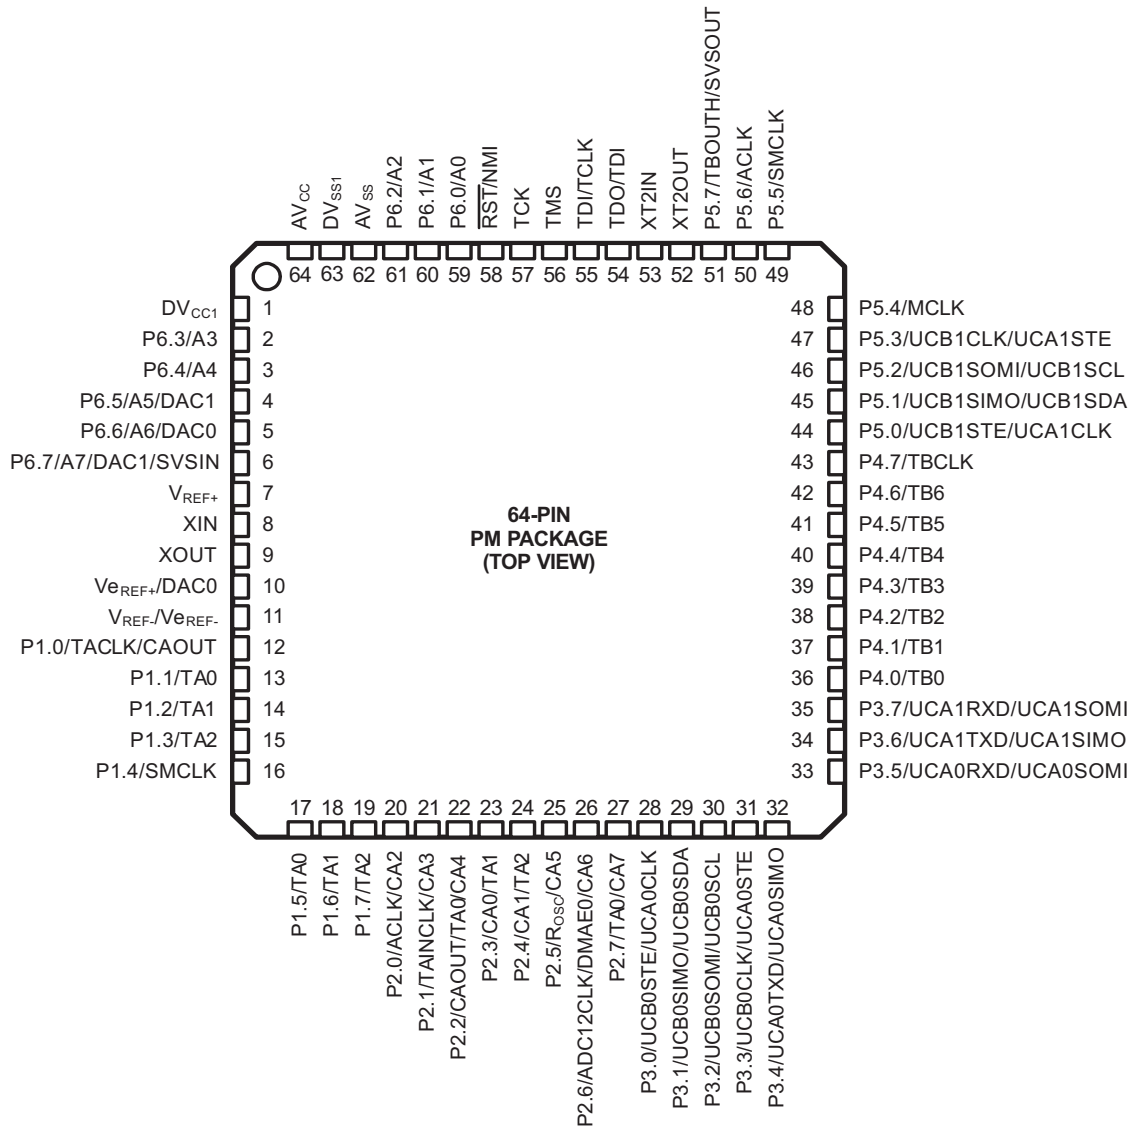 AVCC
DVSS1
AVSS
P6.2/A2
P6.1/A1
P6.0/A0
RST/NMI
TCK
TMS
TDI/TCLK
TDO/TDI
XT2IN
XT2OUT
P5.7/TBOUTH/SVSOUT
P5.6/ACLK
P5.5/SMCLK
64 63 62 61 60 59 58 57 56 55 54 53 52 51 50 49
DVCC1 1
P6.3/A3 2
P6.4/A4 3
P6.5/A5/DAC1 4
P6.6/A6/DAC0 5
P6.7/A7/DAC1/SVSIN 6
VREF+ 7
XIN 8
XOUT 9
VeREF+/DAC0 10
VREF-/VeREF- 11
P1.0/TACLK/CAOUT 12
P1.1/TA0 13
P1.2/TA1 14
P1.3/TA2 15
P1.4/SMCLK 16
64-PIN
PM PACKAGE
(TOP VIEW)
48 P5.4/MCLK
47 P5.3/UCB1CLK/UCA1STE
46 P5.2/UCB1SOMI/UCB1SCL
45 P5.1/UCB1SIMO/UCB1SDA
44 P5.0/UCB1STE/UCA1CLK
43 P4.7/TBCLK
42 P4.6/TB6
41 P4.5/TB5
40 P4.4/TB4
39 P4.3/TB3
38 P4.2/TB2
37 P4.1/TB1
36 P4.0/TB0
35 P3.7/UCA1RXD/UCA1SOMI
34 P3.6/UCA1TXD/UCA1SIMO
33 P3.5/UCA0RXD/UCA0SOMI
17 18 19 20 21 22 23 24 25 26 27 28 29 30 31 32
P1.5/TA0
P1.6/TA1
P1.7/TA2
P2.0/ACLK/CA2
P2.1/TAINCLK/CA3
P2.2/CAOUT/TA0/CA4
P2.3/CA0/TA1
P2.4/CA1/TA2
P2.5/ROSC/CA5
P2.6/ADC12CLK/DMAE0/CA6
P2.7/TA0/CA7
P3.0/UCB0STE/UCA0CLK
P3.1/UCB0SIMO/UCB0SDA
P3.2/UCB0SOMI/UCB0SCL
P3.3/UCB0CLK/UCA0STE
P3.4/UCA0TXD/UCA0SIMO